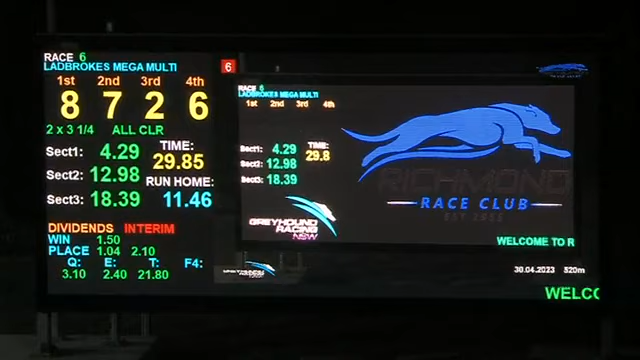 RACE 6
LADBROKES MEGA MULTI
6
1st 2nd 3rd 4th
8 7 2 6
2 x 3 1/4 ALL CLR
Sect1: 4.29 TIME:
29.85
Sect2: 12.98 RUN HOME:
Sect3: 18.39 11.46
DIVIDENDS INTERIM
WIN 1.50
PLACE 1.04 2.10
Q: E: T: F4:
3.10 2.40 21.80
RACE 6
LADBROKES MEGA MULTI
1st 2nd 3rd 4th
Sect1: 4.29 TIME:
Sect2: 12.98 29.8
Sect3: 18.39
RICHMOND
RACE CLUB
EST 1955
GREYHOUND
RACING
NSW
WELCOME TO R
30.04.2023 520m
WELCO